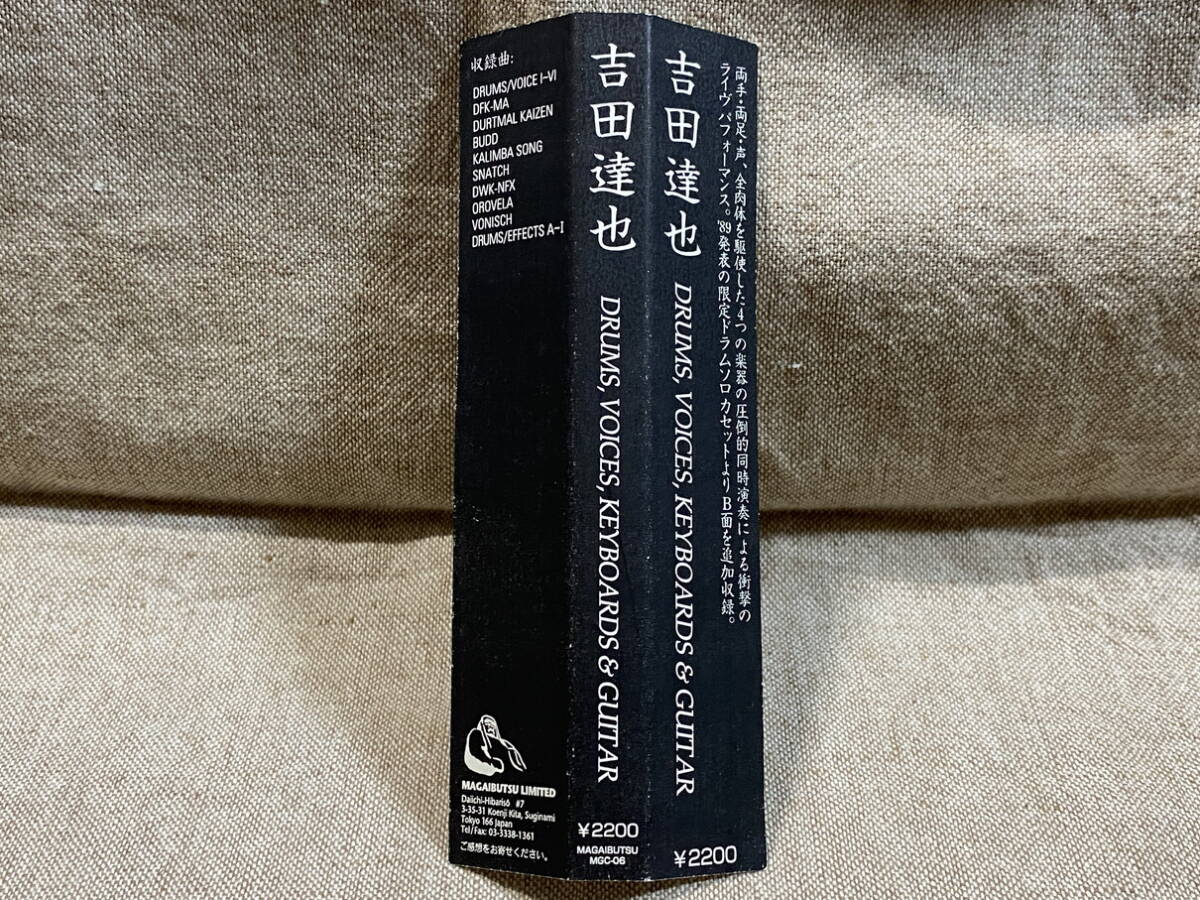 収録曲:
DRUMS/VOICE I-VI
DFK-MA
DURTMAL KAIZEN
BUDD
KALIMBA SONG
SNATCH
DWK-NFX
OROVELA
VONISCH
DRUMS/EFFECTS A-I
MAGAIBUTSU LIMITED
Daiichi-Hibarisō #7
3-35-31 Koenji Kita, Suginami
Tokyo 166 Japan
Tel/Fax: 03-3338-1361
ご感想をお寄せください。
吉田達也 DRUMS, VOICES, KEYBOARDS & GUITAR
¥2200
MAGAIBUTSU
MGC-06
吉田達也 DRUMS, VOICES, KEYBOARDS & GUITAR
¥2200
両手・両足・声、全肉体を駆使した4つの楽器の圧倒的同時演奏による衝撃の
ライヴパフォーマンス。'89発表の限定ドラムソロカセットよりB面を追加収録。